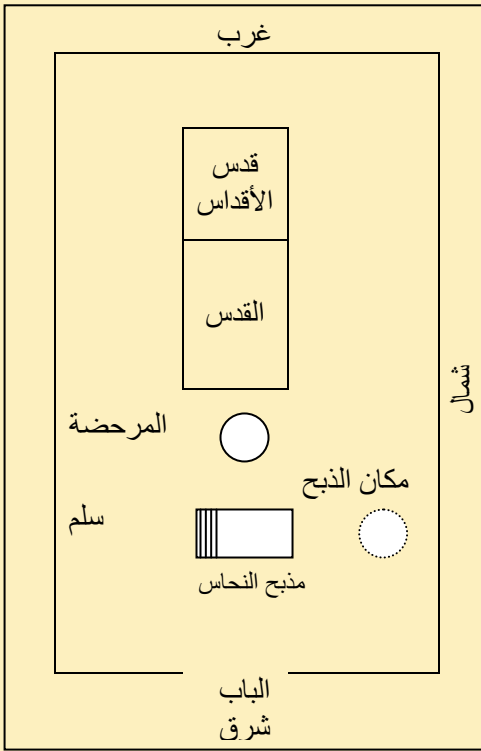 غرب
قدس
الأقداس
القدس
شمال
المرحضة
مكان الذبح
سلم
مذبح النحاس
الباب
شرق